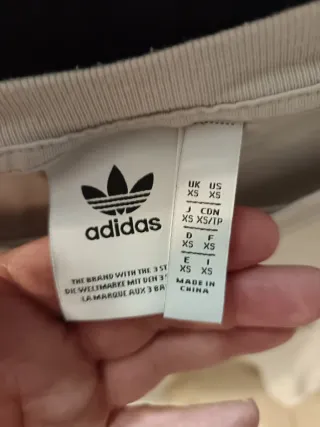 adidas
THE BRAND WITH THE 3 ST
DIE WELTMARKE MIT DEN 3
LA MARQUE AUX 3 BA
UK US
XS XS
J CDN
XS XS/TP
D F
XS XS
E I
XS XS
MADE IN
CHINA